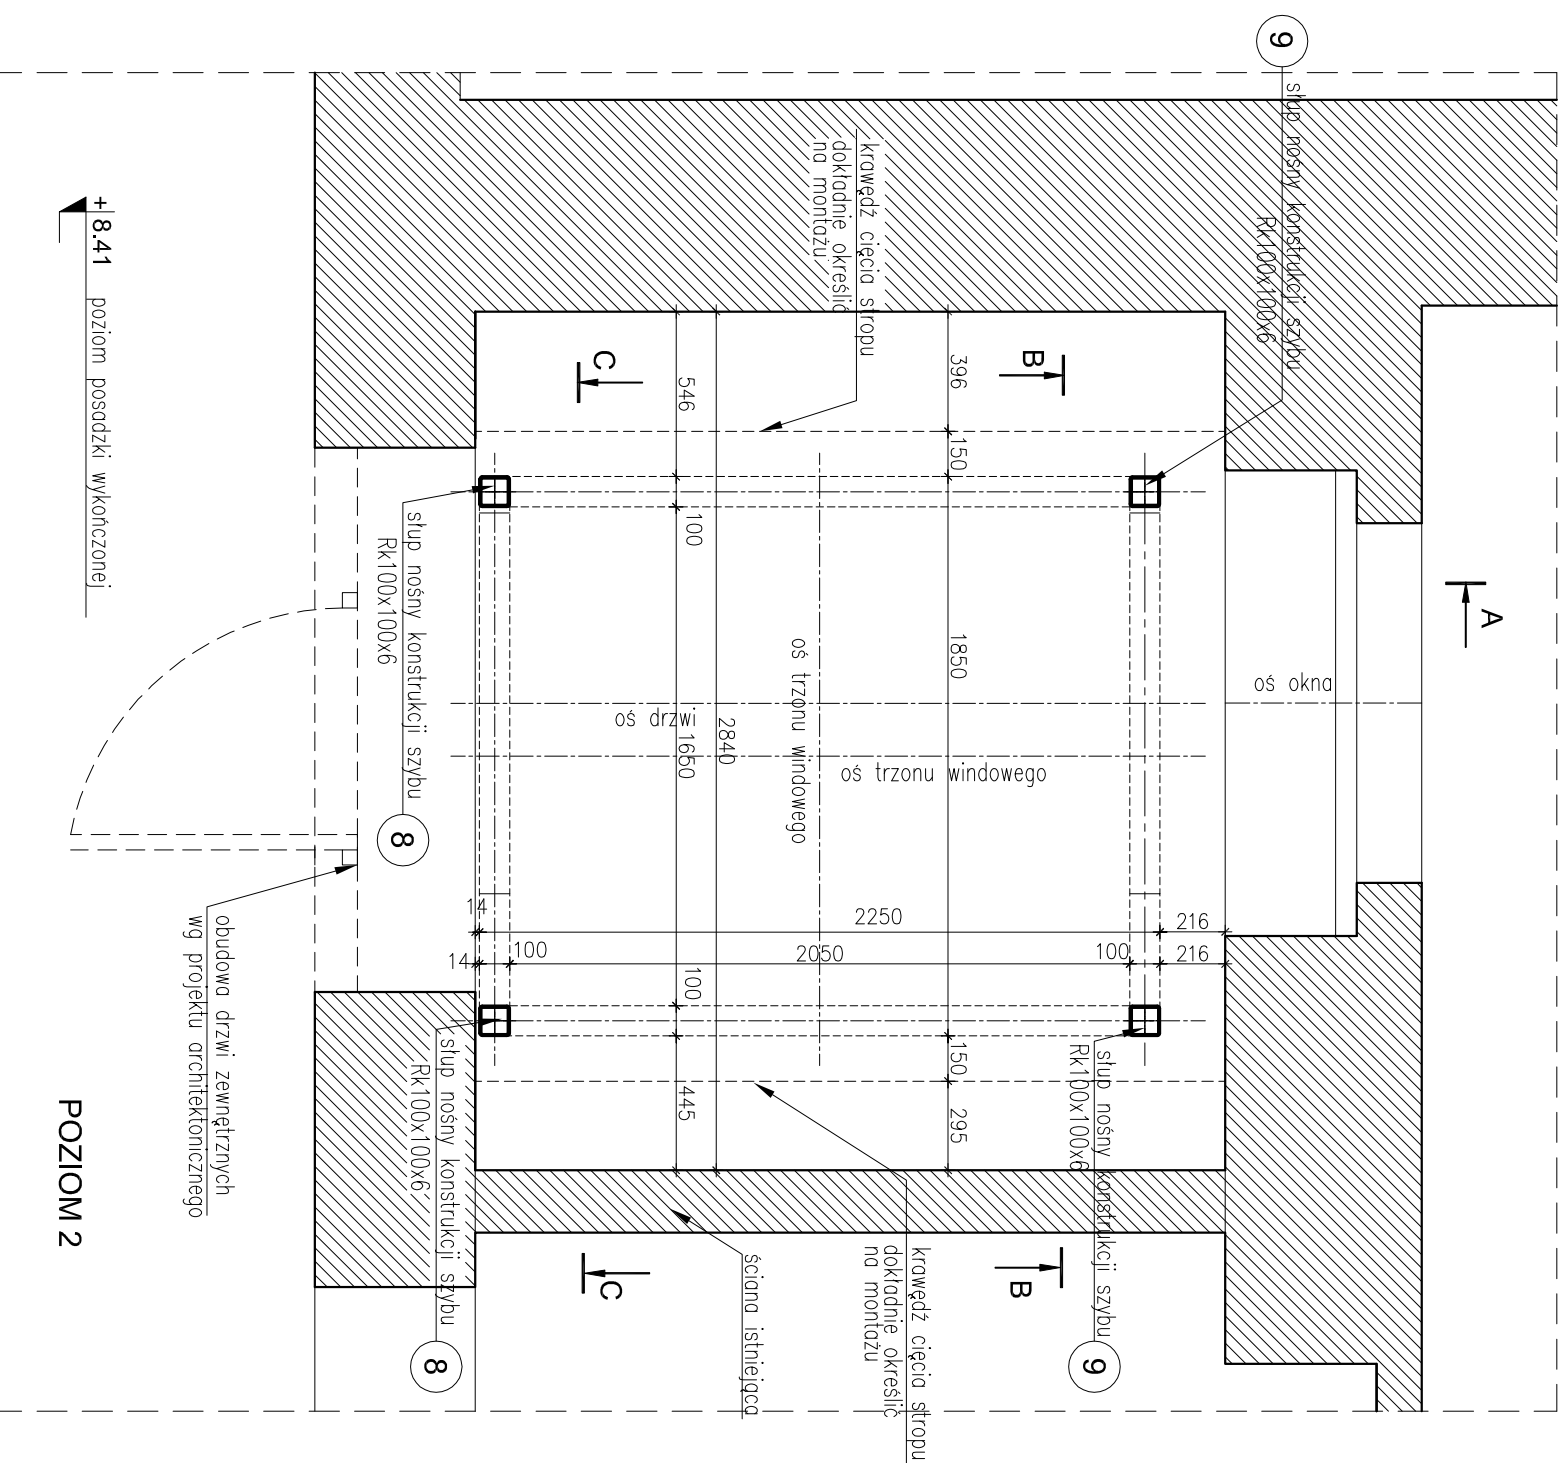 9
słup nośny konstrukcji szybu
Rk100x100x6
krawędź cięcia stropu
dokładnie określić
na montażu
+ 8.41 poziom posadzki wykończonej
A
B
C
396
546
150
100
słup nośny konstrukcji szybu
Rk100x100x6
8
1850
oś okna
oś drzwi
1650
2840
oś trzonu windowego
oś trzonu windowego
14
2250
216
14
100
2050
100
216
100
150
445
295
obudowa drzwi zewnętrznych
wg projektu architektonicznego
słup nośny konstrukcji szybu
Rk100x100x6
8
słup nośny konstrukcji szybu
Rk100x100x6
9
krawędź cięcia stropu
dokładnie określić
na montażu
ściana istniejąca
C
B
POZIOM 2